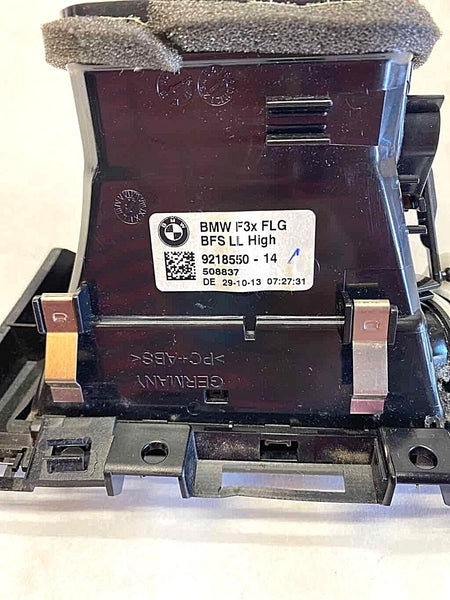 BMW
BMW F3x FLG
BFS LL High
9218550 - 14
508837
DE 29-10-13 07:27:31
>PC+ABS<
GERMANY